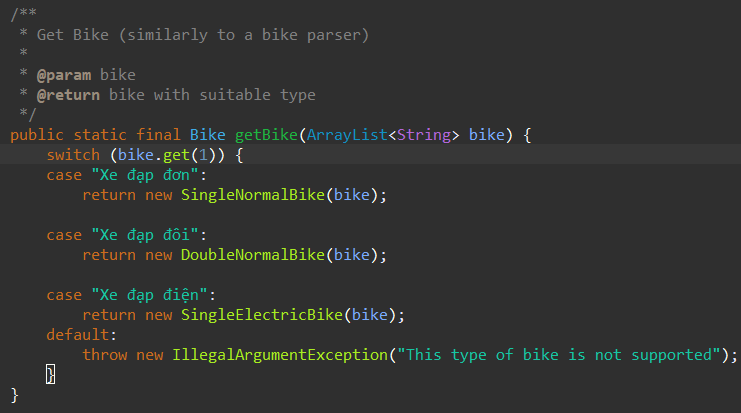 /**
 * Get Bike (similarly to a bike parser)
 *
 * @param bike
 * @return bike with suitable type
 */
public static final Bike getBike(ArrayList<String> bike) {
    switch (bike.get(1)) {
    case "Xe đạp đơn":
        return new SingleNormalBike(bike);

    case "Xe đạp đôi":
        return new DoubleNormalBike(bike);

    case "Xe đạp điện":
        return new SingleElectricBike(bike);
    default:
        throw new IllegalArgumentException("This type of bike is not supported");
    }
}